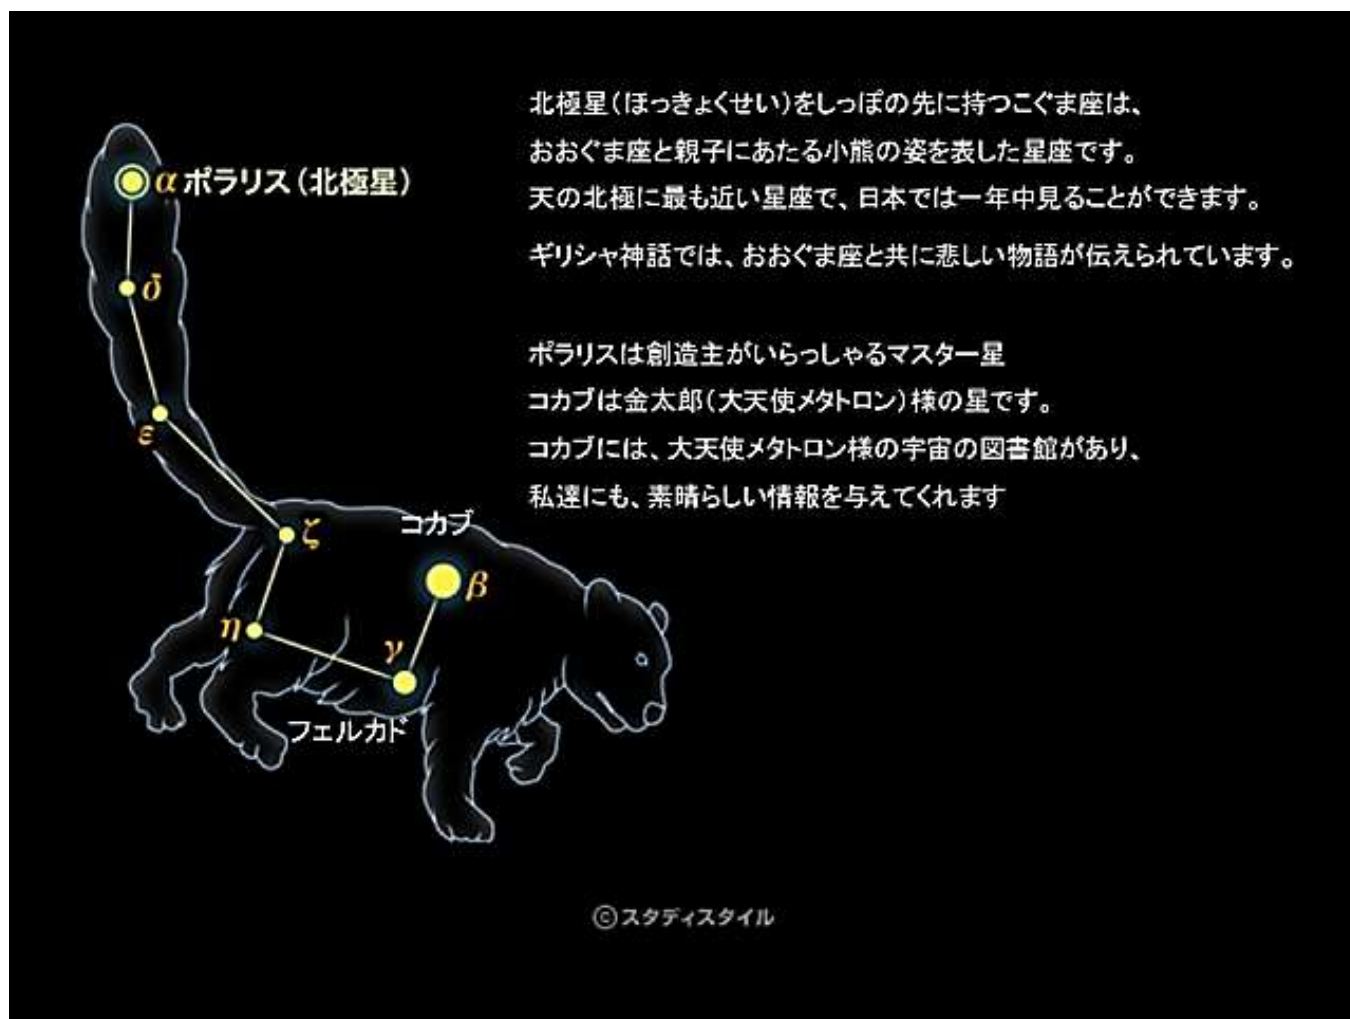 北極星（ほっきょくせい）をしっぽの先に持つこぐま座は、
おおぐま座と親子にあたる小熊の姿を表した星座です。
天の北極に最も近い星座で、日本では一年中見ることができます。
ギリシャ神話では、おおぐま座と共に悲しい物語が伝えられています。
ポラリスは創造主がいらっしゃるマスター星
コカブは金太郎（大天使メタトロン）様の星です。
コカブには、大天使メタトロン様の宇宙の図書館があり、
私達にも、素晴らしい情報を与えてくれます
α ポラリス（北極星）
δ
ε
ζ
コカブ
β
η
γ
フェルカド
©スタディスタイル